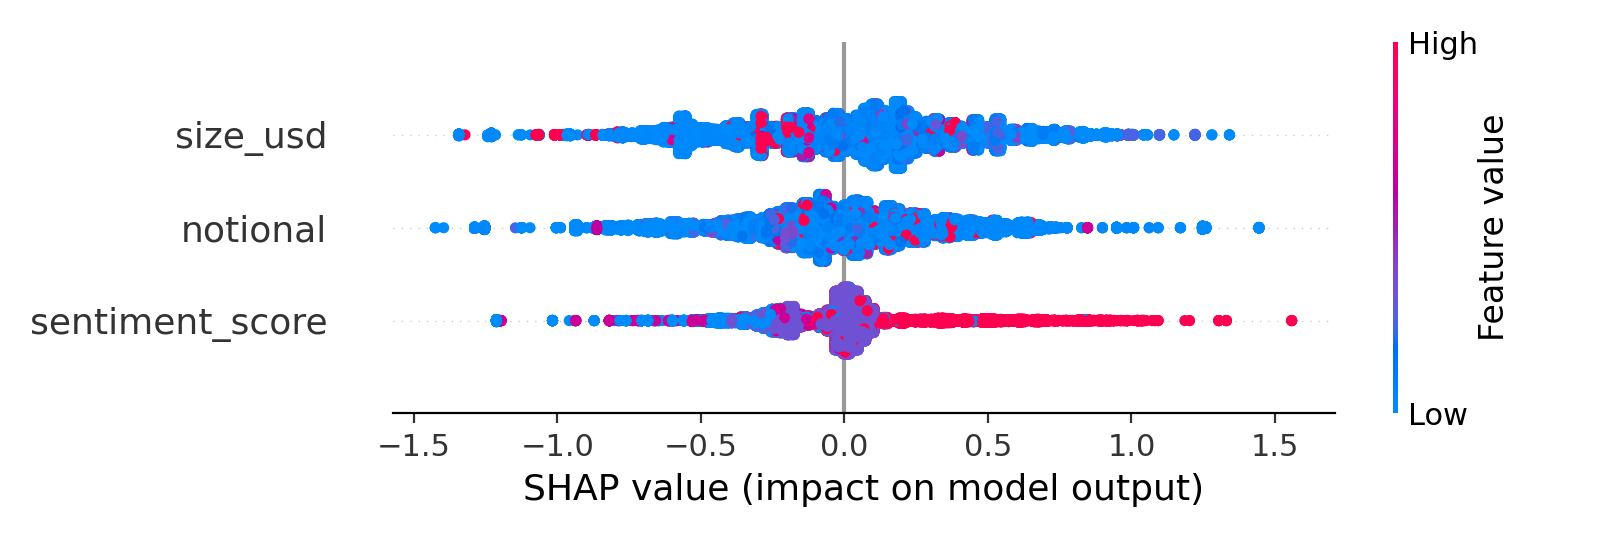 High
size_usd
notional
sentiment_score
Feature value
Low
−1.5 −1.0 −0.5 0.0 0.5 1.0 1.5
SHAP value (impact on model output)